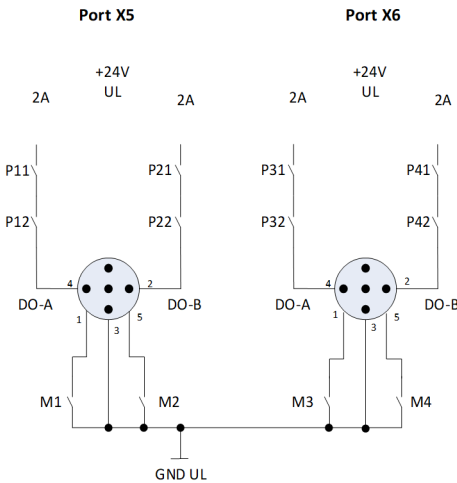 Port X5 Port X6
+24V +24V
UL UL
2A 2A 2A 2A
P11 P21 P31 P41
P12 P22 P32 P42
4 2 4 2
DO-A DO-B DO-A DO-B
1 3 5 1 3 5
M1 M2 M3 M4
GND UL